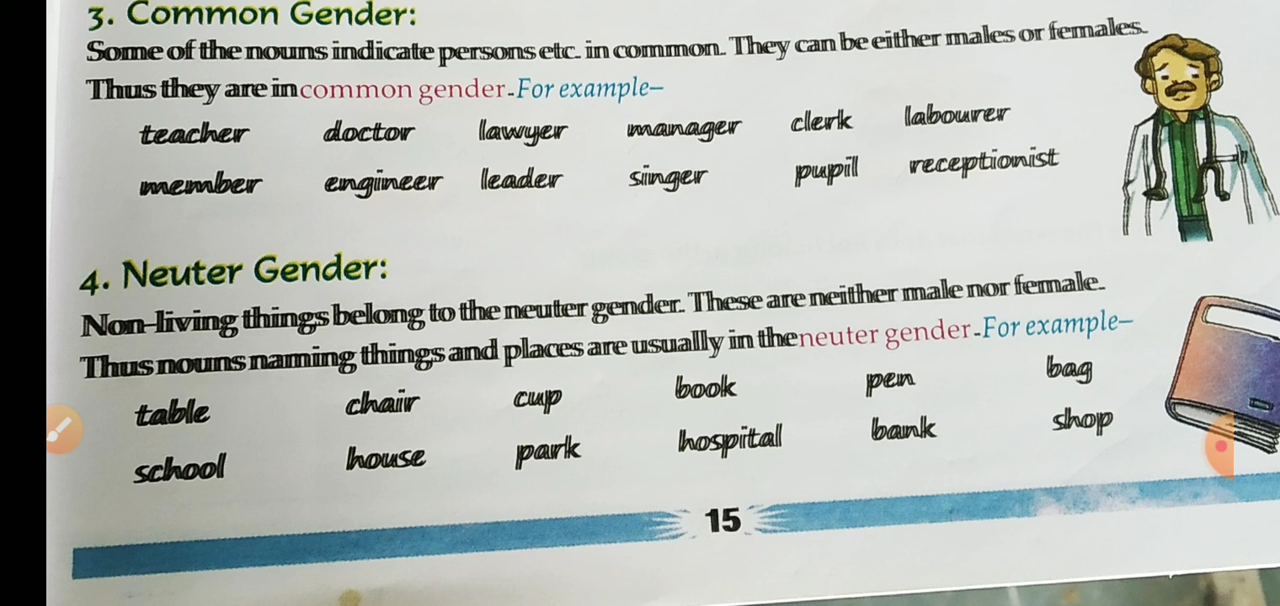 3. Common Gender:
Some of the nouns indicate persons etc. in common. They can be either males or females.
Thus they are in common gender-For example–
teacher doctor lawyer manager clerk labourer
member engineer leader singer pupil receptionist
4. Neuter Gender:
Non-living things belong to the neuter gender. These are neither male nor female.
Thus nouns naming things and places are usually in the neuter gender-For example–
table chair cup book pen bag
school house park hospital bank shop
15